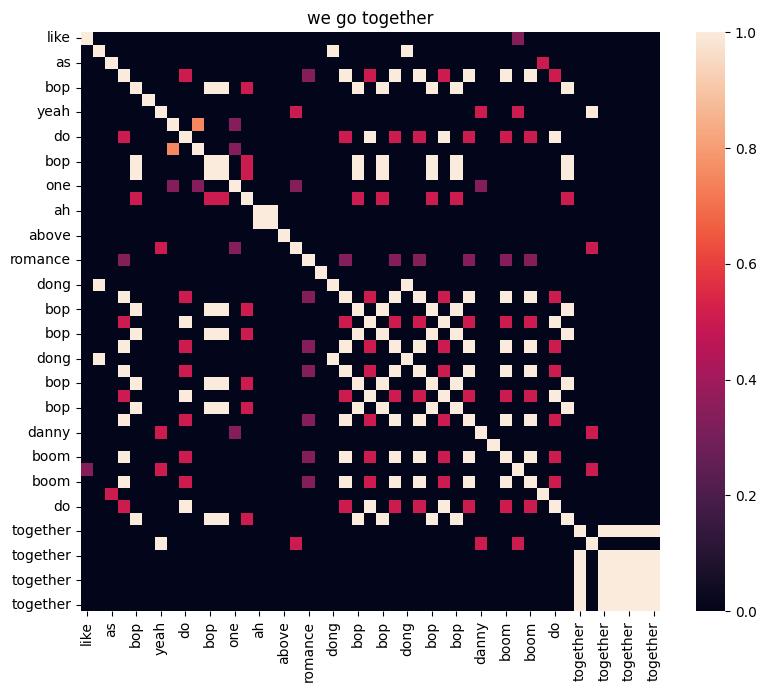 we go together
like
as
bop
yeah
do
bop
one
ah
above
romance
dong
bop
bop
dong
bop
bop
danny
boom
boom
do
together
together
together
together
1.0
0.8
0.6
0.4
0.2
0.0
like as bop yeah do bop one ah above romance dong bop bop dong bop bop danny boom boom do together together together together